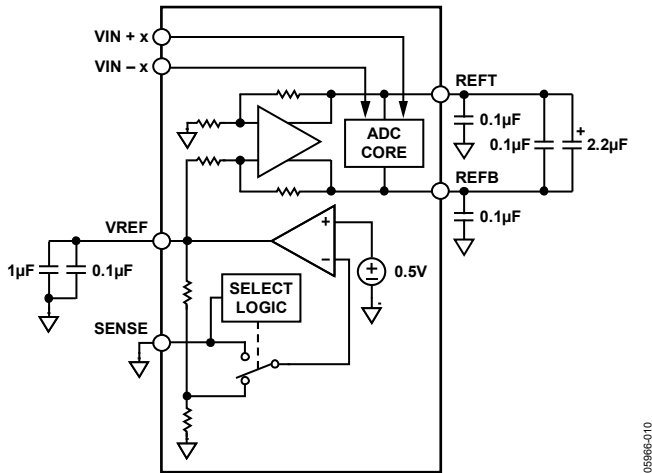 VIN + x
VIN – x
REFT
0.1µF
ADC
CORE
0.1µF
+
2.2µF
REFB
0.1µF
VREF
+
–
0.5V
1µF
0.1µF
SELECT
LOGIC
SENSE
05966-010